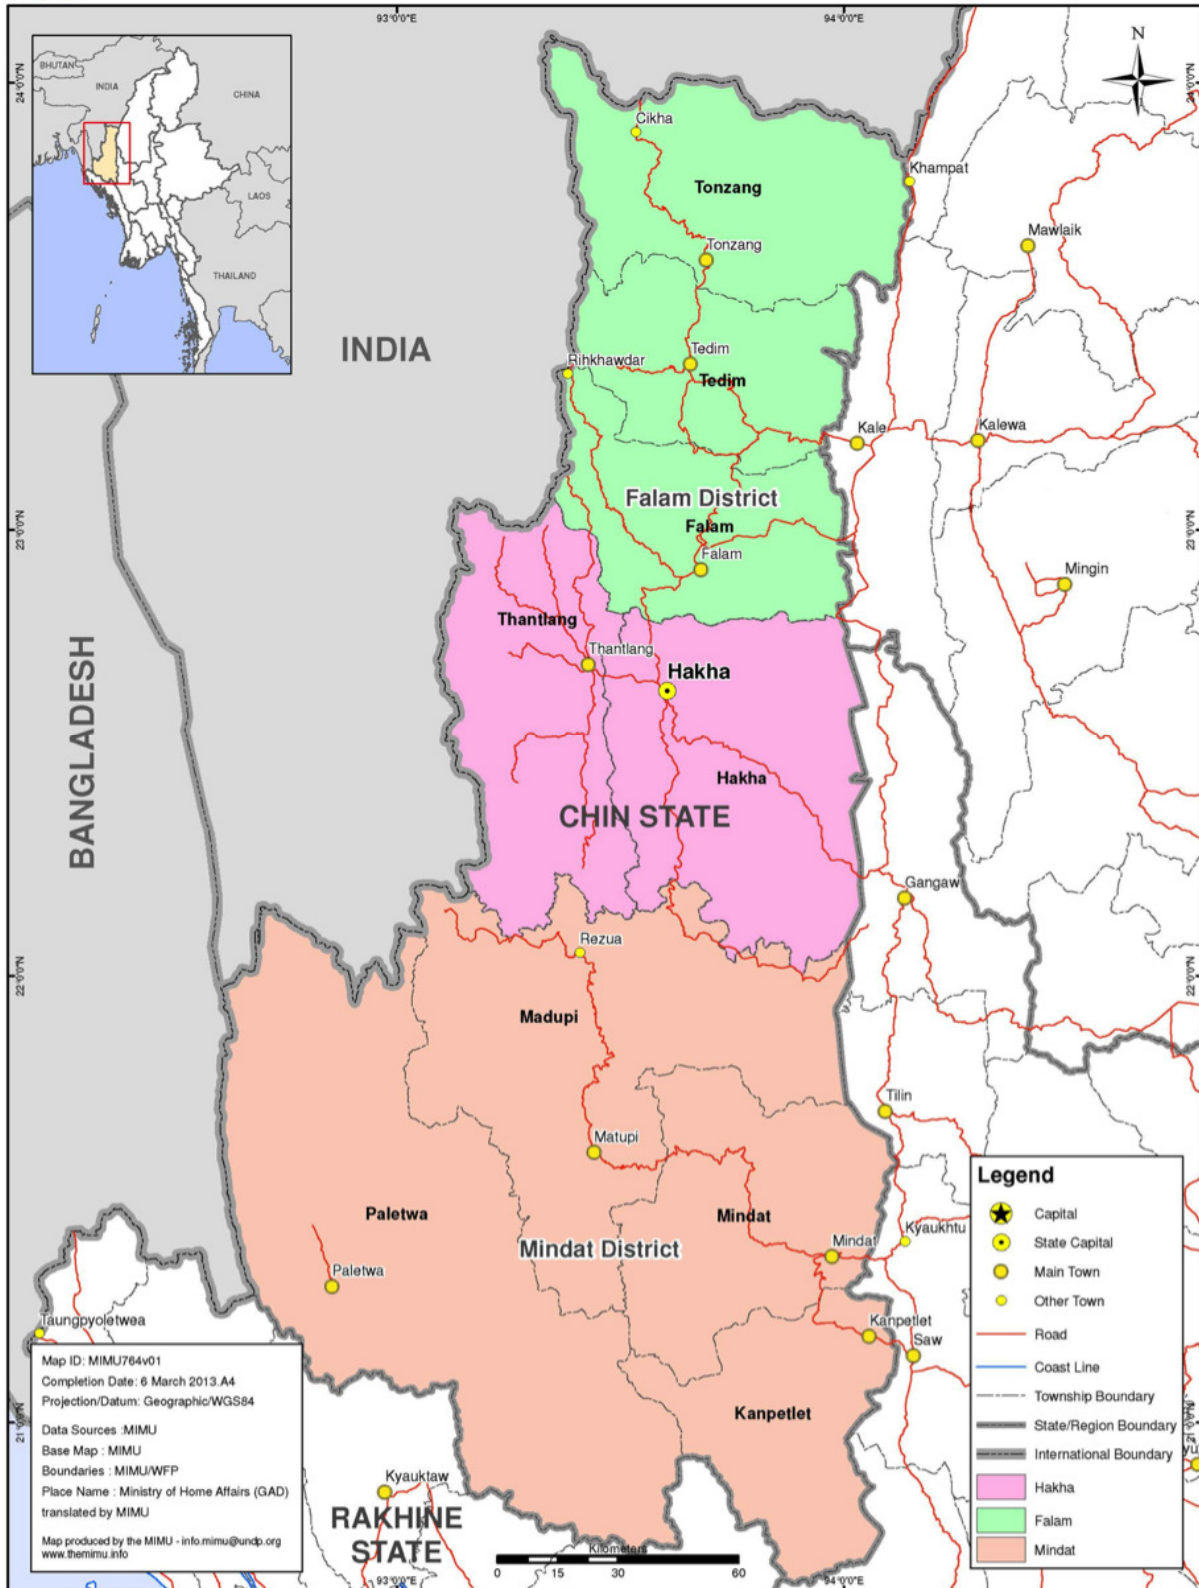 93°0'0"E
94°0'0"E
24°0'0"N
24°0'0"N
BHUTAN
INDIA
CHINA
LAOS
THAILAND
N
Cikha
Tonzang
Khampat
Mawlaik
Tonzang
INDIA
Rihkhawdar
Tedim
Tedim
Kale
Kalewa
Falam District
Falam
23°0'0"N
23°0'0"N
Falam
Mingin
Thantlang
Thantlang
Hakha
BANGLADESH
Hakha
CHIN STATE
Gangaw
Rezua
22°0'0"N
22°0'0"N
Madupi
Tilin
Matupi
Paletwa
Mindat
Mindat District
Mindat
Kyaukhtu
Paletwa
Taungpyoletwea
Kanpetlet
Saw
Kanpetlet
21°0'0"N
21°0'0"N
Kyauktaw
RAKHINE
STATE
Legend
Capital
State Capital
Main Town
Other Town
Road
Coast Line
Township Boundary
State/Region Boundary
International Boundary
Hakha
Falam
Mindat
Map ID: MIMU764v01
Completion Date: 6 March 2013.A4
Projection/Datum: Geographic/WGS84
Data Sources :MIMU
Base Map : MIMU
Boundaries : MIMU/WFP
Place Name : Ministry of Home Affairs (GAD)
translated by MIMU
Map produced by the MIMU - info.mimu@undp.org
www.themimu.info
Kilometers
0 15 30 60
93°0'0"E
94°0'0"E